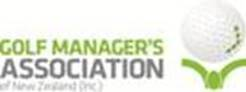 GOLF MANAGER'S
ASSOCIATION
of New Zealand (Inc.)